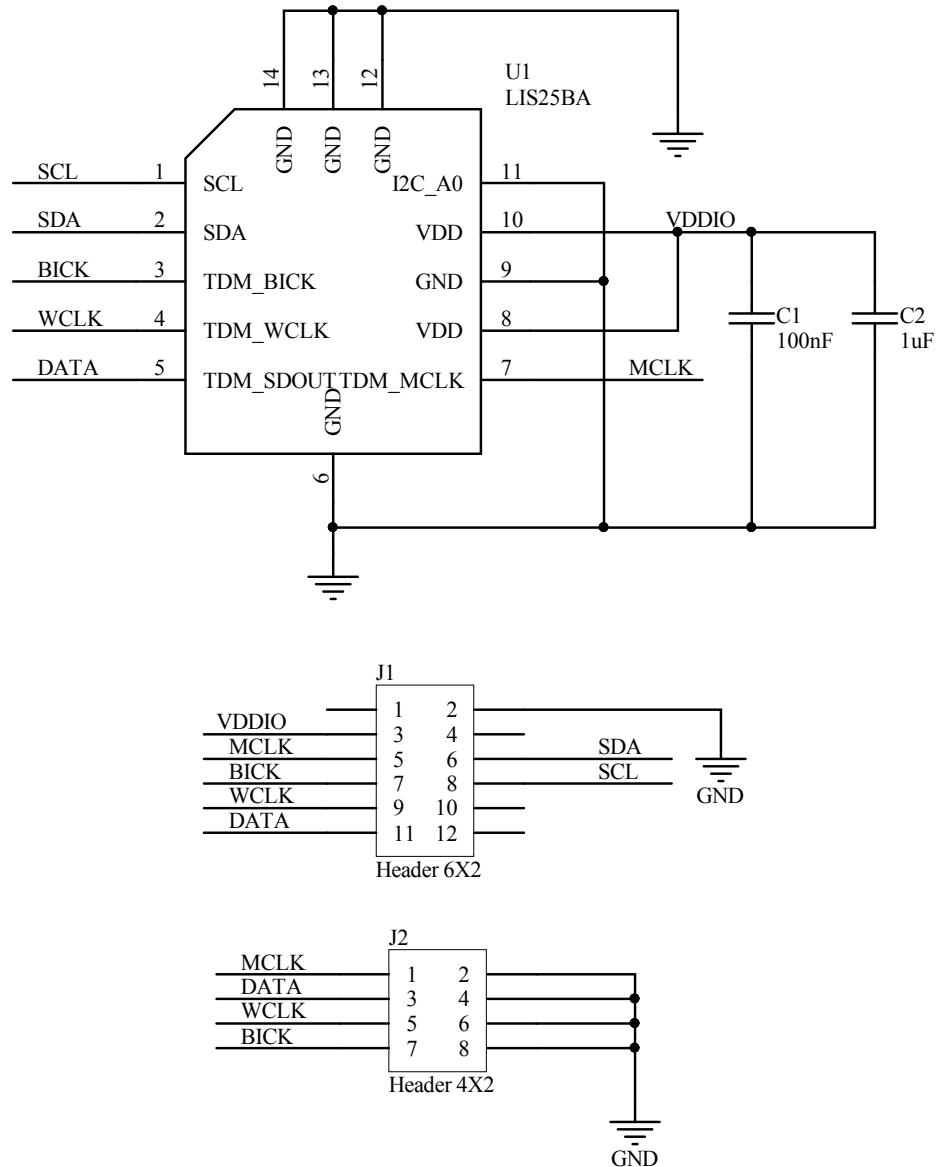 14
13
12
U1
LIS25BA
GND
GND
GND
SCL 1 SCL I2C_A0 11
SDA 2 SDA VDD 10 VDDIO
BICK 3 TDM_BICK GND 9
WCLK 4 TDM_WCLK VDD 8
C1
100nF
C2
1uF
DATA 5 TDM_SDOUT TDM_MCLK 7 MCLK
GND
6
J1
1 2
VDDIO 3 4
MCLK 5 6 SDA
BICK 7 8 SCL
WCLK 9 10
DATA 11 12
GND
Header 6X2
J2
MCLK 1 2
DATA 3 4
WCLK 5 6
BICK 7 8
Header 4X2
GND